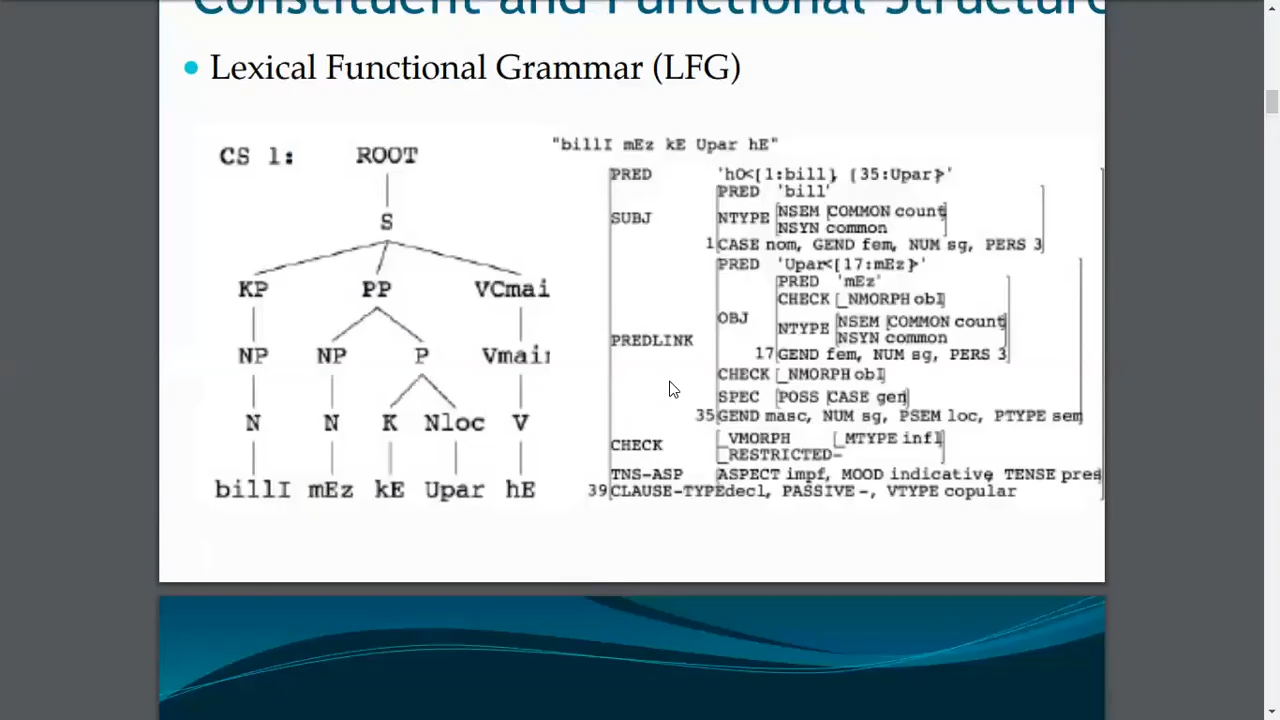 Constituent and Functional Structure
• Lexical Functional Grammar (LFG)
CS 1: ROOT
S
KP PP VCmai
NP NP P Vmain
N N K Nloc V
billI mEz kE Upar hE
"billI mEz kE Upar hE"
PRED 'hO<[1:bill], [35:Upar]>'
PRED 'bill'
SUBJ NTYPE NSEM COMMON count
NSYN common
1 CASE nom, GEND fem, NUM sg, PERS 3
PRED 'Upar<[17:mEz]>'
PRED 'mEz'
CHECK _NMORPH obl
OBJ NTYPE NSEM COMMON count
NSYN common
PREDLINK
17 GEND fem, NUM sg, PERS 3
CHECK _NMORPH obl
SPEC POSS CASE gen
35 GEND masc, NUM sg, PSEM loc, PTYPE sem
CHECK _VMORPH _MTYPE infl
_RESTRICTED-
TNS-ASP ASPECT impf, MOOD indicative, TENSE pres
39 CLAUSE-TYPE decl, PASSIVE -, VTYPE copular